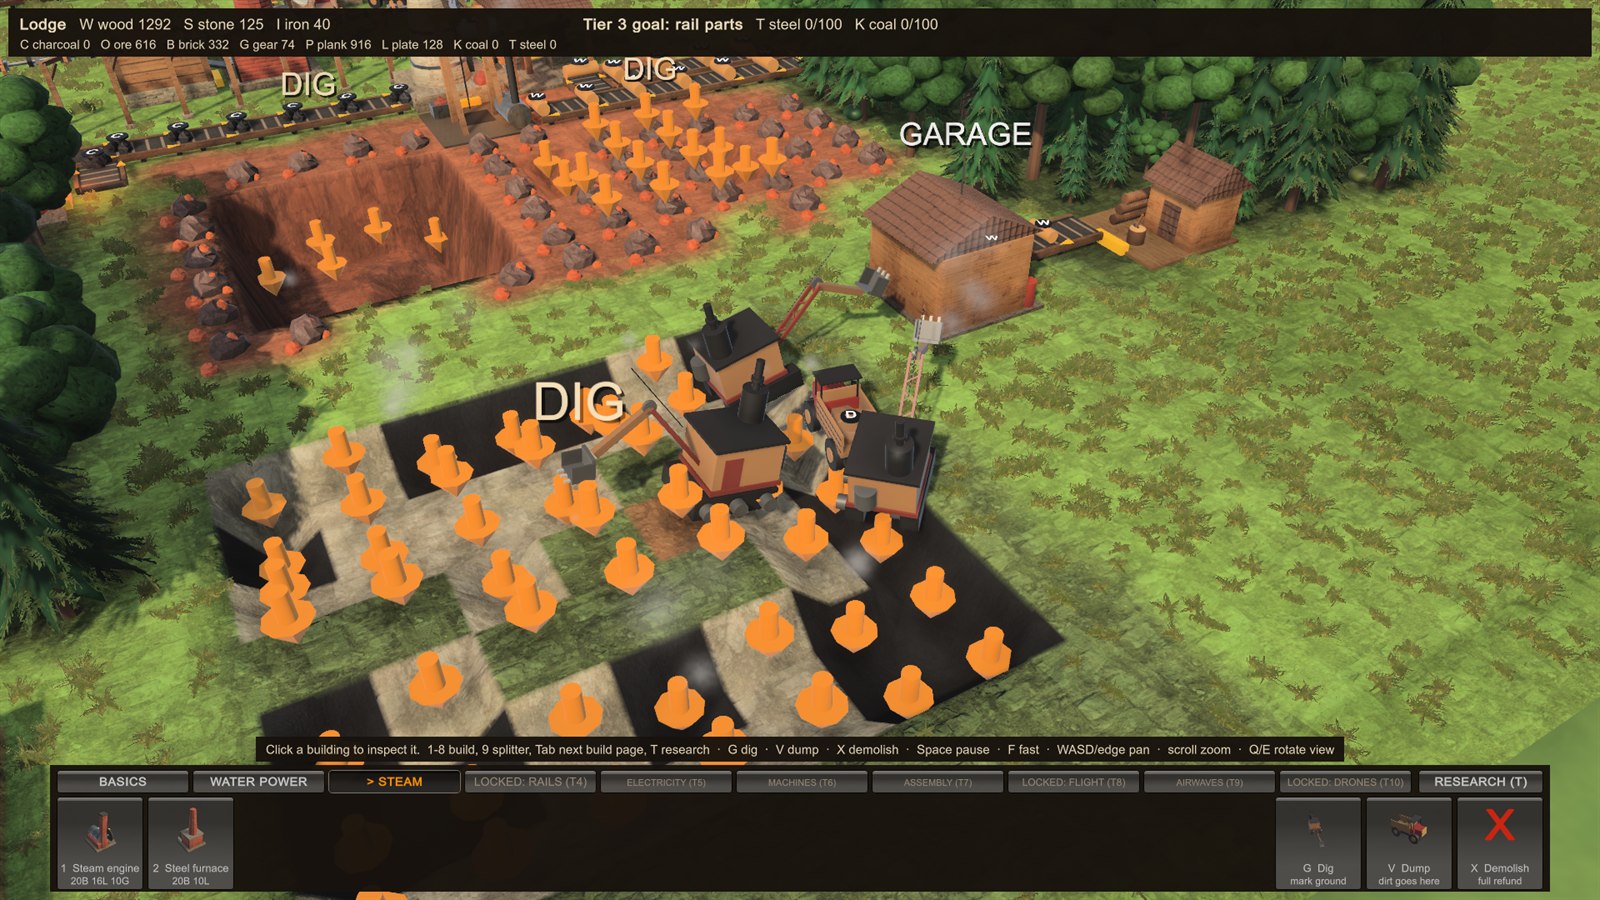 Lodge W wood 1292 S stone 125 I iron 40
Tier 3 goal: rail parts T steel 0/100 K coal 0/100
C charcoal 0 O ore 616 B brick 332 G gear 74 P plank 916 L plate 128 K coal 0 T steel 0
DIG
DIG
GARAGE
DIG
Click a building to inspect it. 1-8 build, 9 splitter, Tab next build page, T research · G dig · V dump · X demolish · Space pause · F fast · WASD/edge pan · scroll zoom · Q/E rotate view
BASICS
WATER POWER
> STEAM
LOCKED: RAILS (T4)
ELECTRICITY (T5)
MACHINES (T6)
ASSEMBLY (T7)
LOCKED: FLIGHT (T8)
AIRWAVES (T9)
LOCKED: DRONES (T10)
RESEARCH (T)
1 Steam engine
20B 16L 10G
2 Steel furnace
20B 10L
G Dig
mark ground
V Dump
dirt goes here
X Demolish
full refund